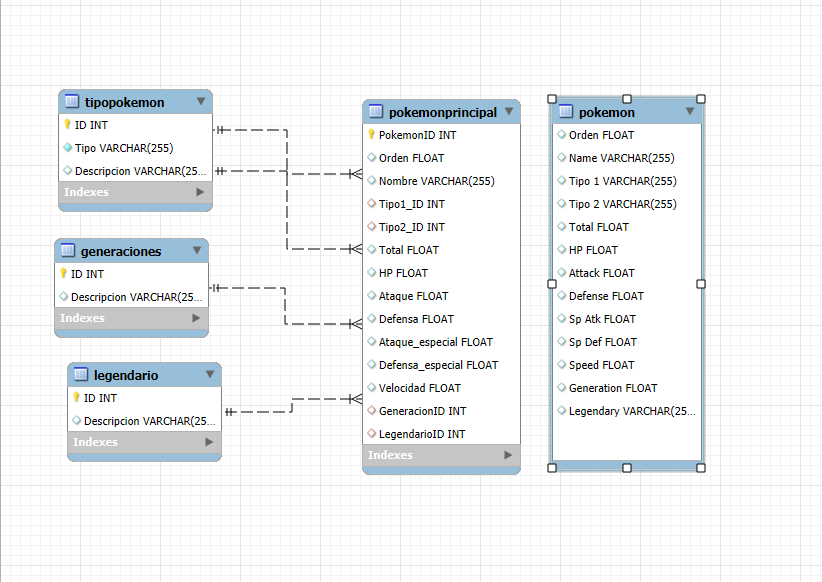 tipopokemon
ID INT
Tipo VARCHAR(255)
Descripcion VARCHAR(25...
Indexes
generaciones
ID INT
Descripcion VARCHAR(25...
Indexes
legendario
ID INT
Descripcion VARCHAR(25...
Indexes
pokemonprincipal
PokemonID INT
Orden FLOAT
Nombre VARCHAR(255)
Tipo1_ID INT
Tipo2_ID INT
Total FLOAT
HP FLOAT
Ataque FLOAT
Defensa FLOAT
Ataque_especial FLOAT
Defensa_especial FLOAT
Velocidad FLOAT
GeneracionID INT
LegendarioID INT
Indexes
pokemon
Orden FLOAT
Name VARCHAR(255)
Tipo 1 VARCHAR(255)
Tipo 2 VARCHAR(255)
Total FLOAT
HP FLOAT
Attack FLOAT
Defense FLOAT
Sp Atk FLOAT
Sp Def FLOAT
Speed FLOAT
Generation FLOAT
Legendary VARCHAR(25...